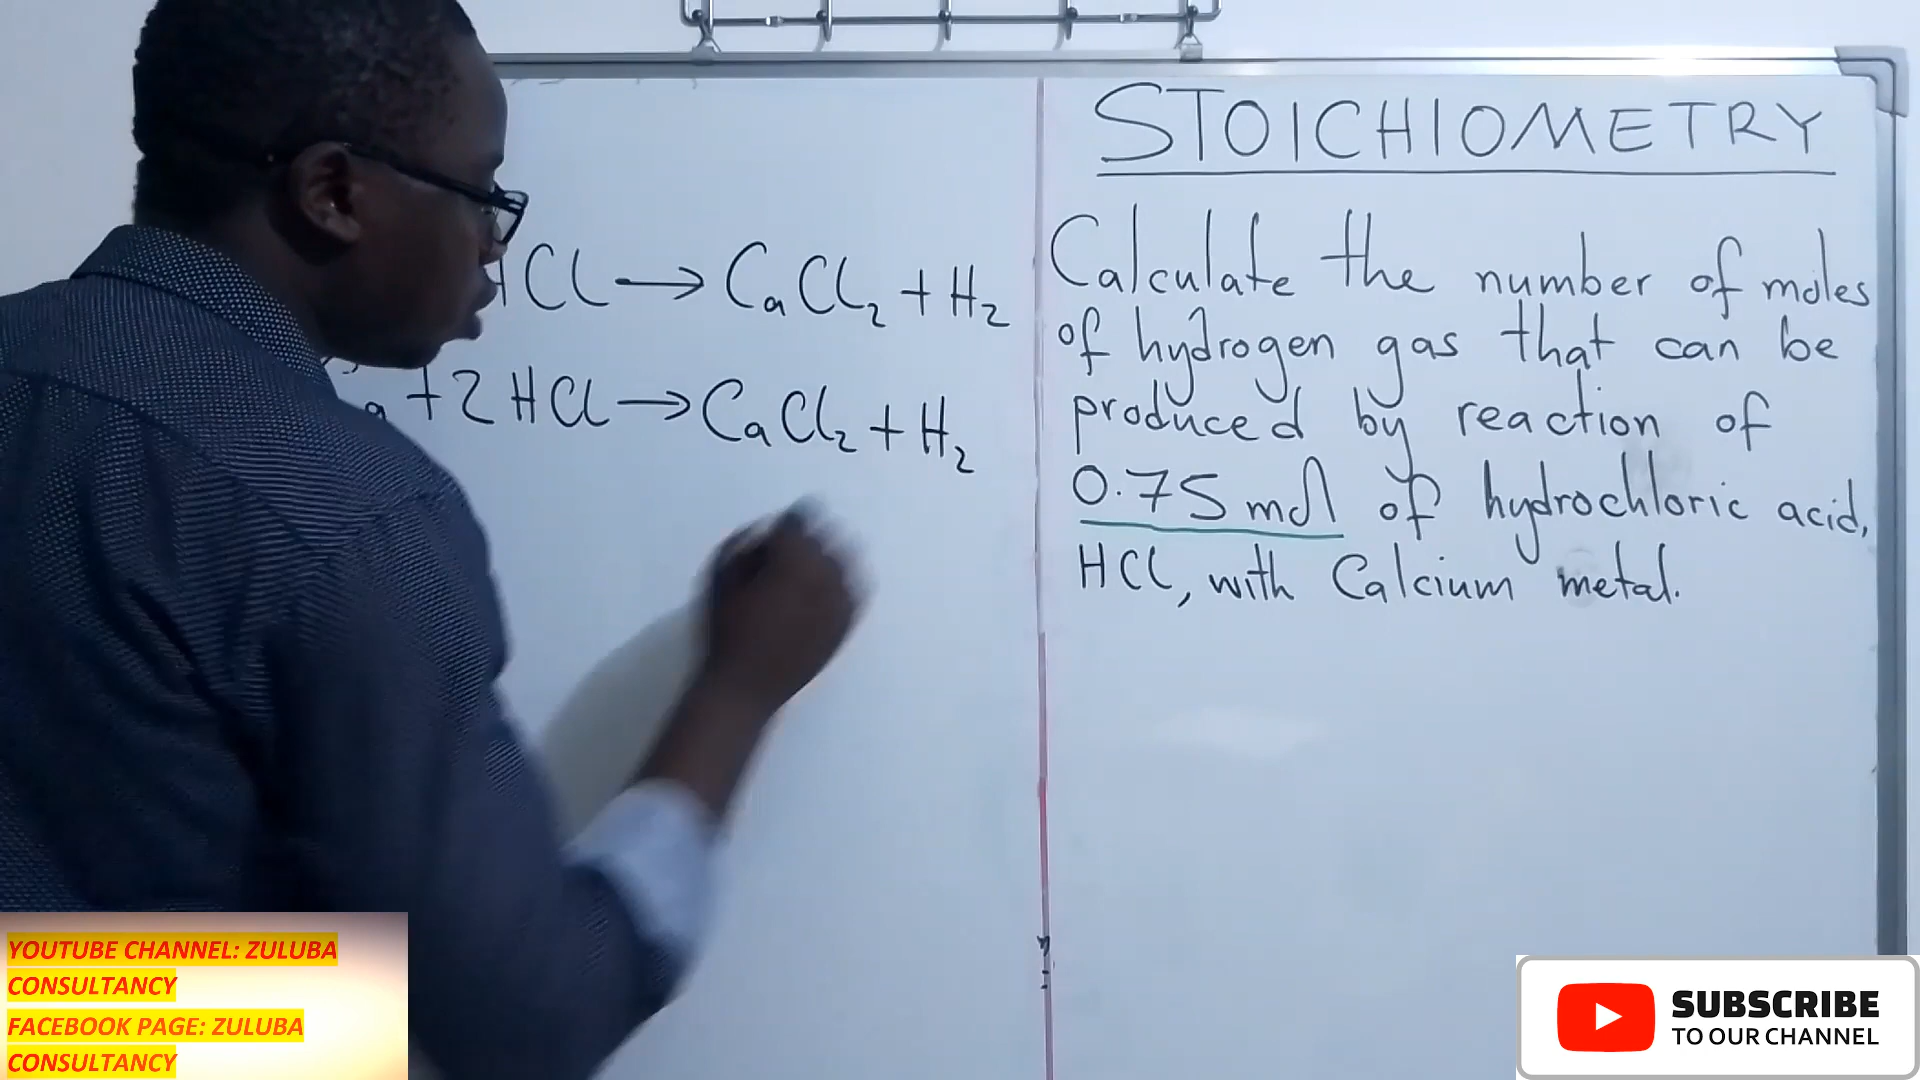 STOICHIOMETRY
HCl → CaCl₂ + H₂
a + 2HCl → CaCl₂ + H₂
Calculate the number of moles
of hydrogen gas that can be
produced by reaction of
0.75 mol of hydrochloric acid,
HCl, with Calcium metal.
YOUTUBE CHANNEL: ZULUBA
CONSULTANCY
FACEBOOK PAGE: ZULUBA
CONSULTANCY
SUBSCRIBE
TO OUR CHANNEL